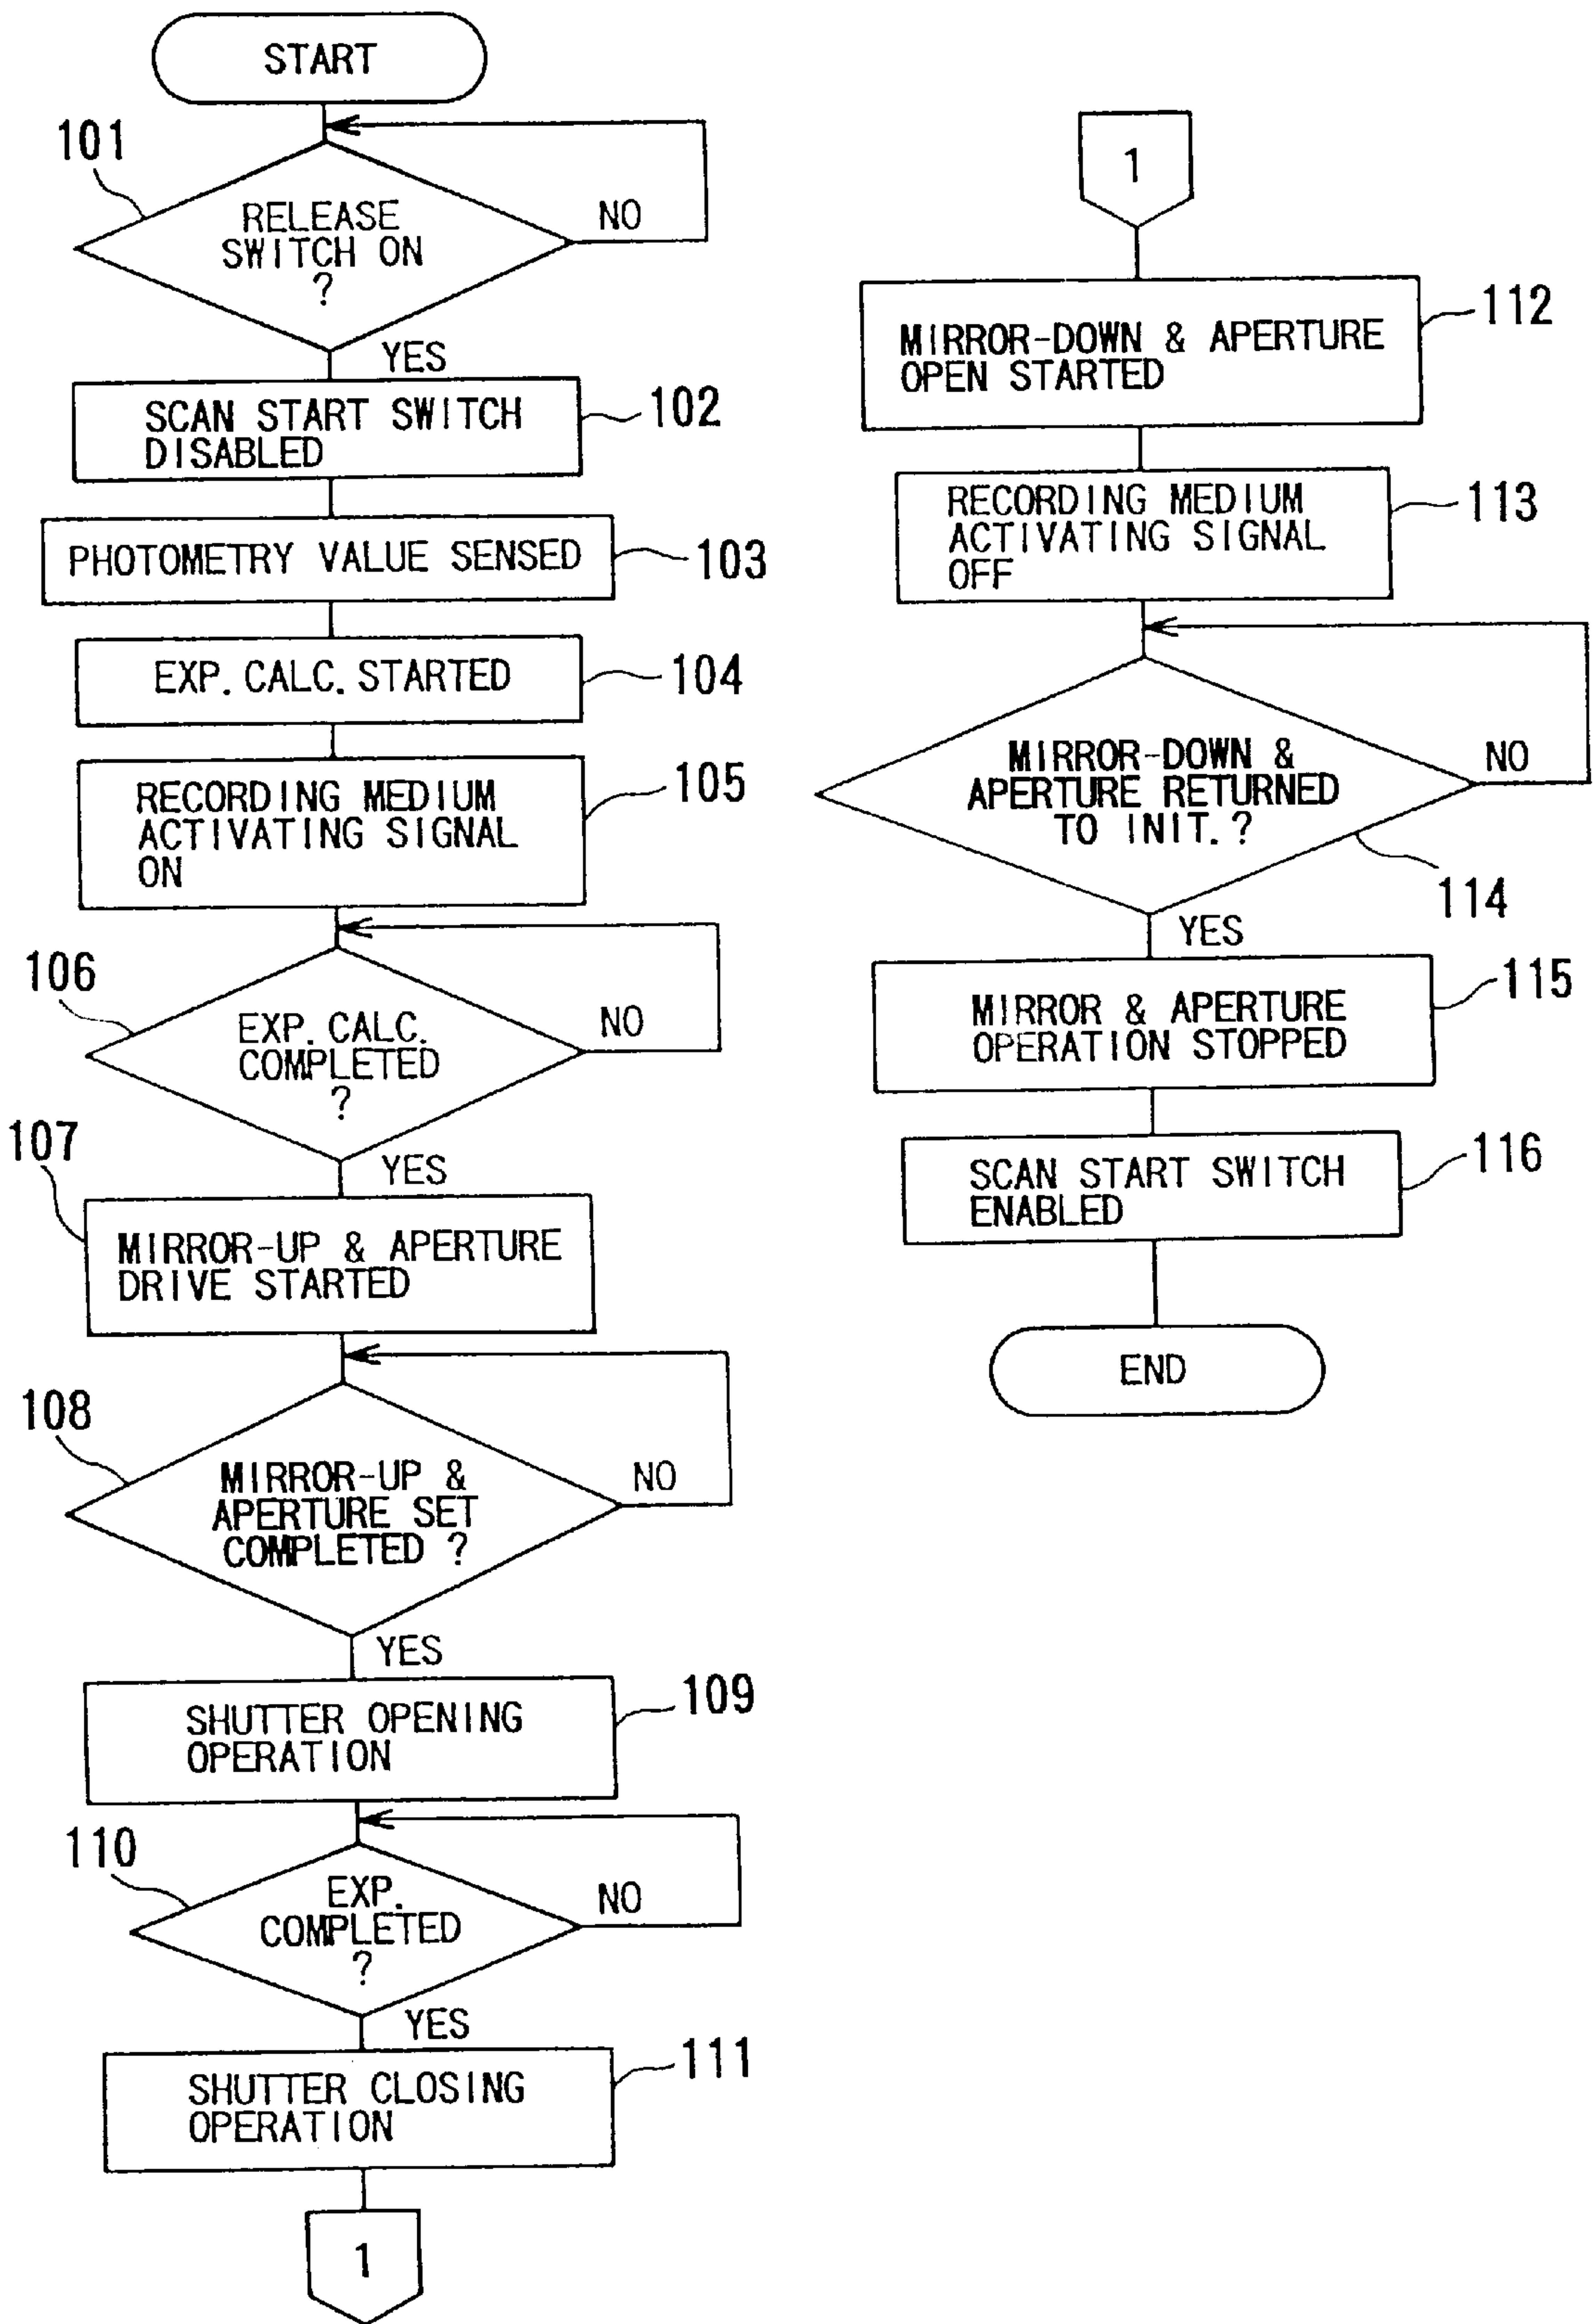 START
101
RELEASE
SWITCH ON
?
NO
YES
SCAN START SWITCH
DISABLED
102
PHOTOMETRY VALUE SENSED
103
EXP. CALC. STARTED
104
RECORDING MEDIUM
ACTIVATING SIGNAL
ON
105
106
EXP. CALC.
COMPLETED
?
NO
YES
107
MIRROR-UP & APERTURE
DRIVE STARTED
108
MIRROR-UP &
APERTURE SET
COMPLETED ?
NO
YES
SHUTTER OPENING
OPERATION
109
110
EXP.
COMPLETED
?
NO
YES
SHUTTER CLOSING
OPERATION
111
1
1
MIRROR-DOWN & APERTURE
OPEN STARTED
112
RECORDING MEDIUM
ACTIVATING SIGNAL
OFF
113
MIRROR-DOWN &
APERTURE RETURNED
TO INIT. ?
NO
114
YES
MIRROR & APERTURE
OPERATION STOPPED
115
SCAN START SWITCH
ENABLED
116
END